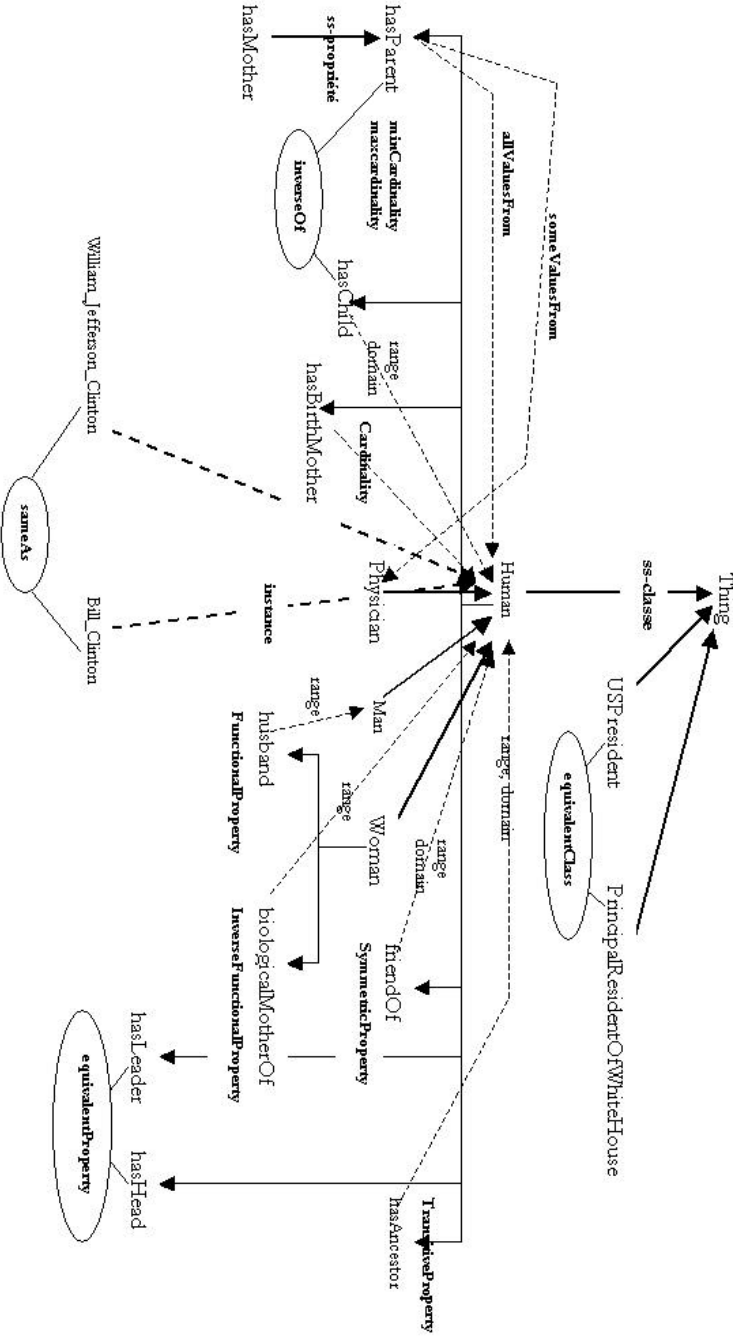 Thing
USPresident
PrincipalResidentOfWhiteHouse
ss-classe
equivalentClass
someValuesFrom
allValuesFrom
Human
range, domain
hasParent
minCardinality
maxcardinality
hasChild
range
domain
Cardinality
hasBirthMother
Physician
Man
Woman
range
domain
friendOf
SymmetricProperty
TransitiveProperty
hasAncestor
ss-propriété
hasMother
inverseOf
instance
range
husband
FunctionalProperty
range
biologicalMotherOf
InverseFunctionalProperty
William_Jefferson_Clinton
Bill_Clinton
sameAs
hasLeader
hasHead
equivalentProperty